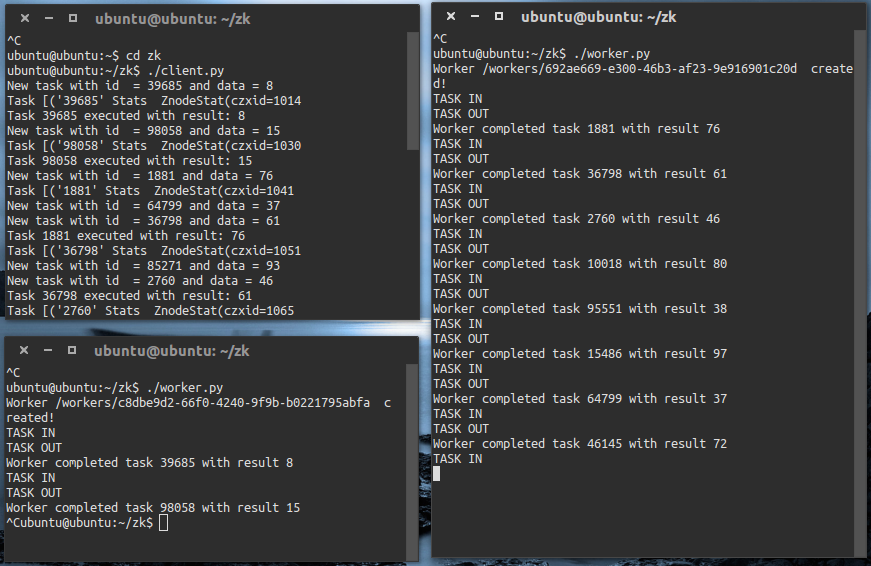 ubuntu@ubuntu: ~/zk
^C
ubuntu@ubuntu:~$ cd zk
ubuntu@ubuntu:~/zk$ ./client.py
New task with id  = 39685 and data = 8
Task [('39685' Stats  ZnodeStat(czxid=1014
Task 39685 executed with result: 8
New task with id  = 98058 and data = 15
Task [('98058' Stats  ZnodeStat(czxid=1030
Task 98058 executed with result: 15
New task with id  = 1881 and data = 76
Task [('1881' Stats  ZnodeStat(czxid=1041
New task with id  = 64799 and data = 37
New task with id  = 36798 and data = 61
Task 1881 executed with result: 76
Task [('36798' Stats  ZnodeStat(czxid=1051
New task with id  = 85271 and data = 93
New task with id  = 2760 and data = 46
Task 36798 executed with result: 61
Task [('2760' Stats  ZnodeStat(czxid=1065
ubuntu@ubuntu: ~/zk
^C
ubuntu@ubuntu:~/zk$ ./worker.py
Worker /workers/c8dbe9d2-66f0-4240-9f9b-b0221795abfa  c
reated!
TASK IN
TASK OUT
Worker completed task 39685 with result 8
TASK IN
TASK OUT
Worker completed task 98058 with result 15
^Cubuntu@ubuntu:~/zk$
ubuntu@ubuntu: ~/zk
^C
ubuntu@ubuntu:~/zk$ ./worker.py
Worker /workers/692ae669-e300-46b3-af23-9e916901c20d  create
d!
TASK IN
TASK OUT
Worker completed task 1881 with result 76
TASK IN
TASK OUT
Worker completed task 36798 with result 61
TASK IN
TASK OUT
Worker completed task 2760 with result 46
TASK IN
TASK OUT
Worker completed task 10018 with result 80
TASK IN
TASK OUT
Worker completed task 95551 with result 38
TASK IN
TASK OUT
Worker completed task 15486 with result 97
TASK IN
TASK OUT
Worker completed task 64799 with result 37
TASK IN
TASK OUT
Worker completed task 46145 with result 72
TASK IN